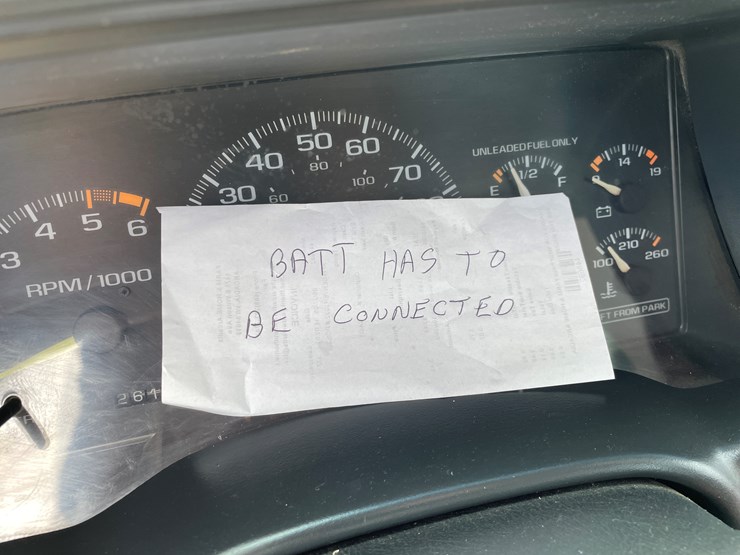 50
40 60
80
30 60 100 70
UNLEADED FUEL ONLY
E 1/2 F
14
19
210
100 260
FT FROM PARK
3 4 5 6
RPM / 1000
26
BATT HAS TO
BE CONNECTED